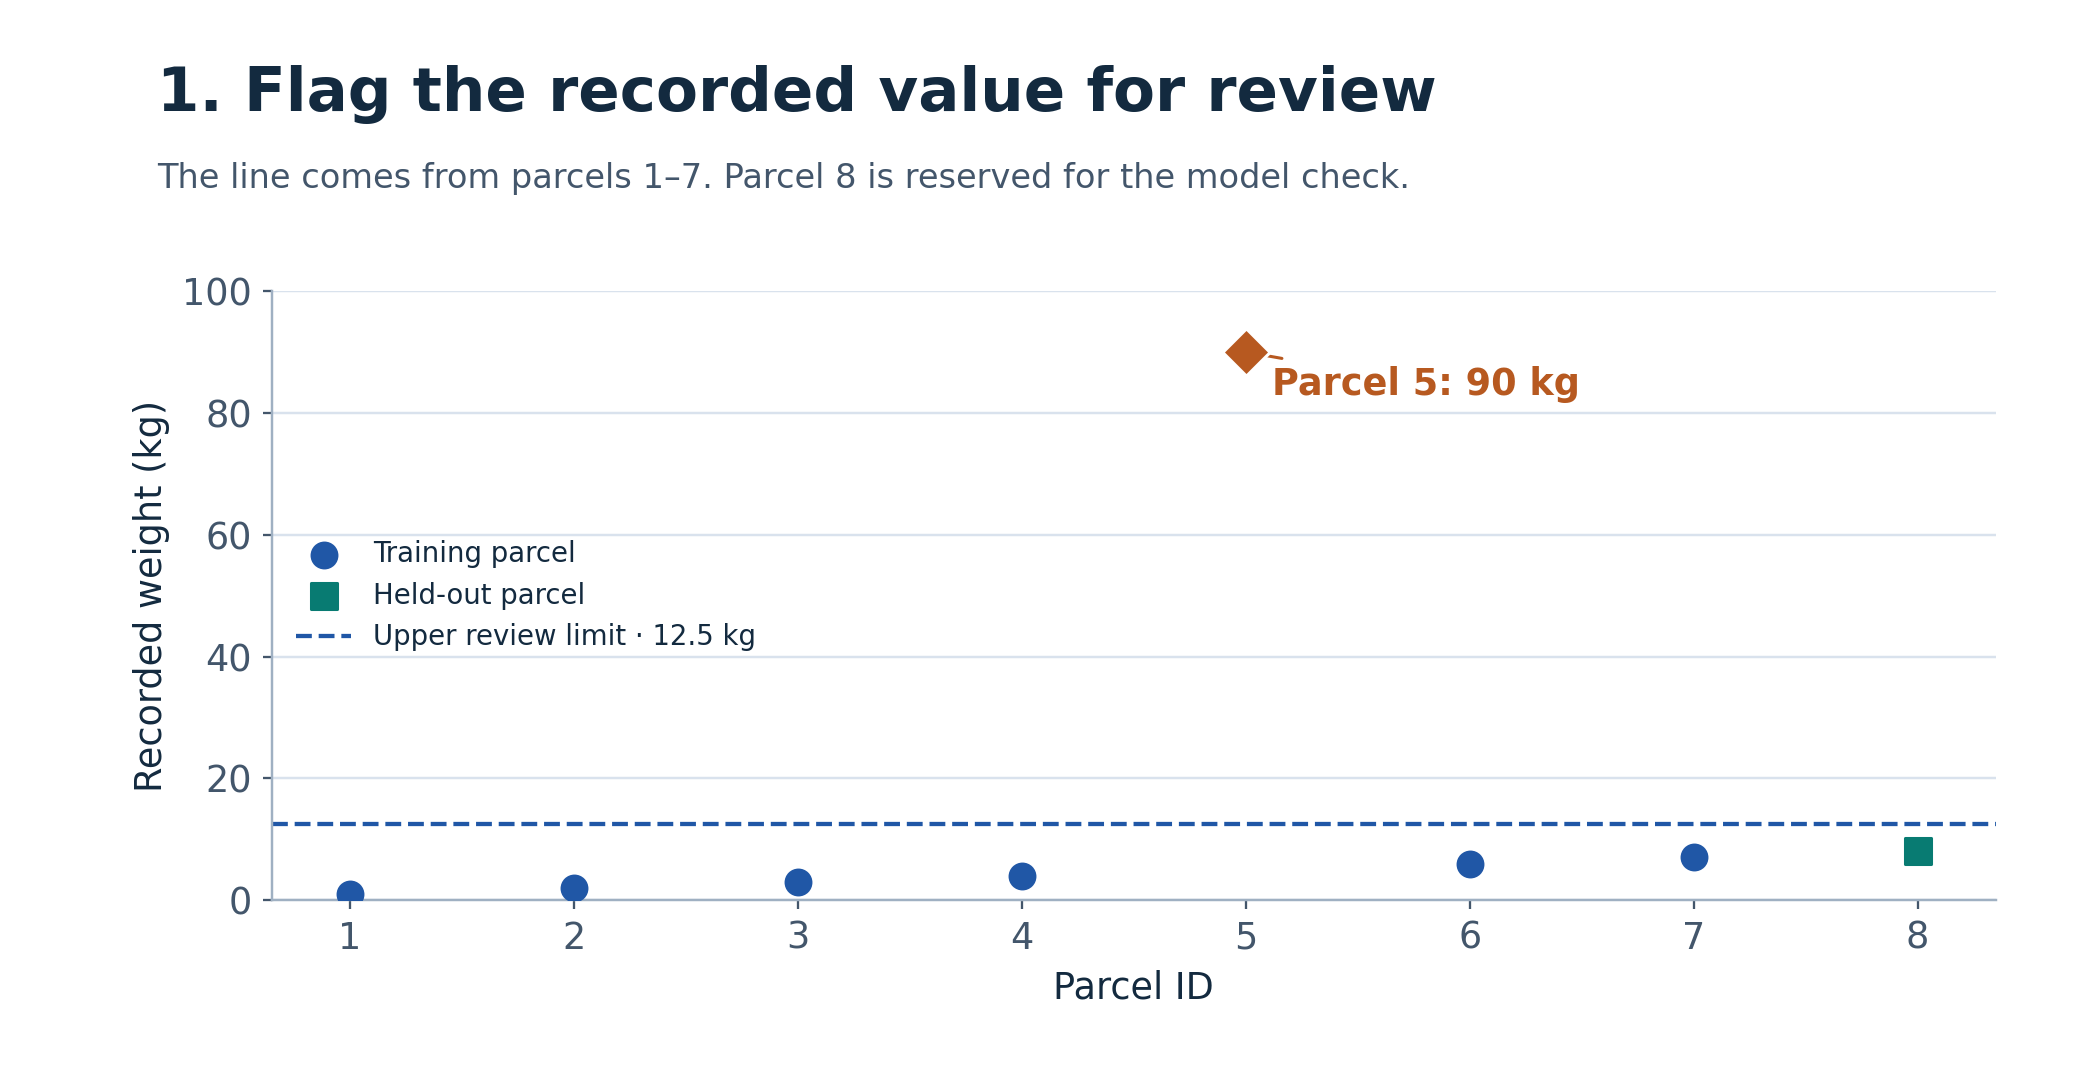 1. Flag the recorded value for review
The line comes from parcels 1–7. Parcel 8 is reserved for the model check.
Recorded weight (kg)
100
80
60
40
20
0
Parcel 5: 90 kg
Training parcel
Held-out parcel
Upper review limit · 12.5 kg
1 2 3 4 5 6 7 8
Parcel ID